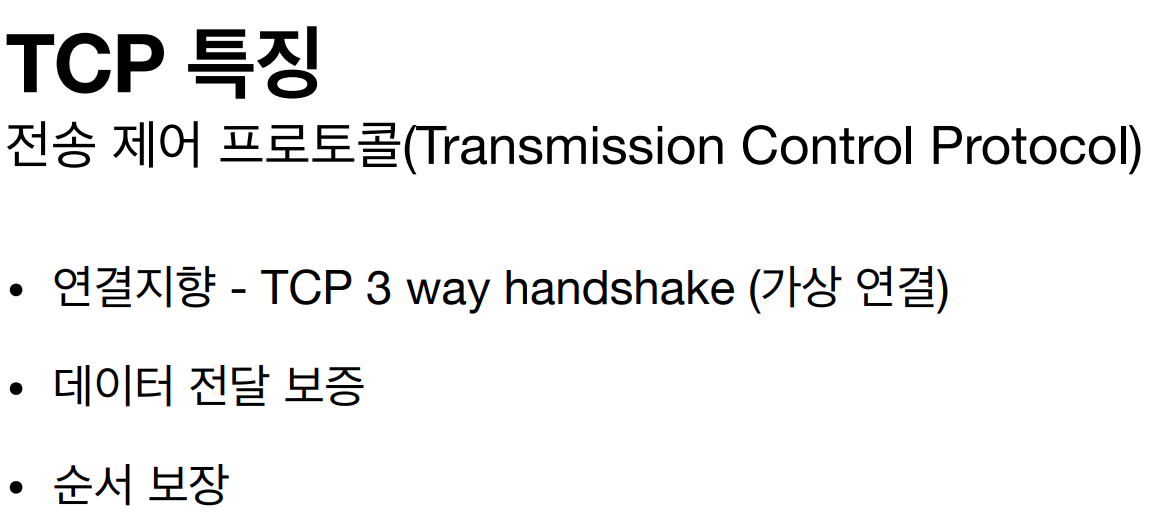 TCP 특징
전송 제어 프로토콜(Transmission Control Protocol)
• 연결지향 - TCP 3 way handshake (가상 연결)
• 데이터 전달 보증
• 순서 보장